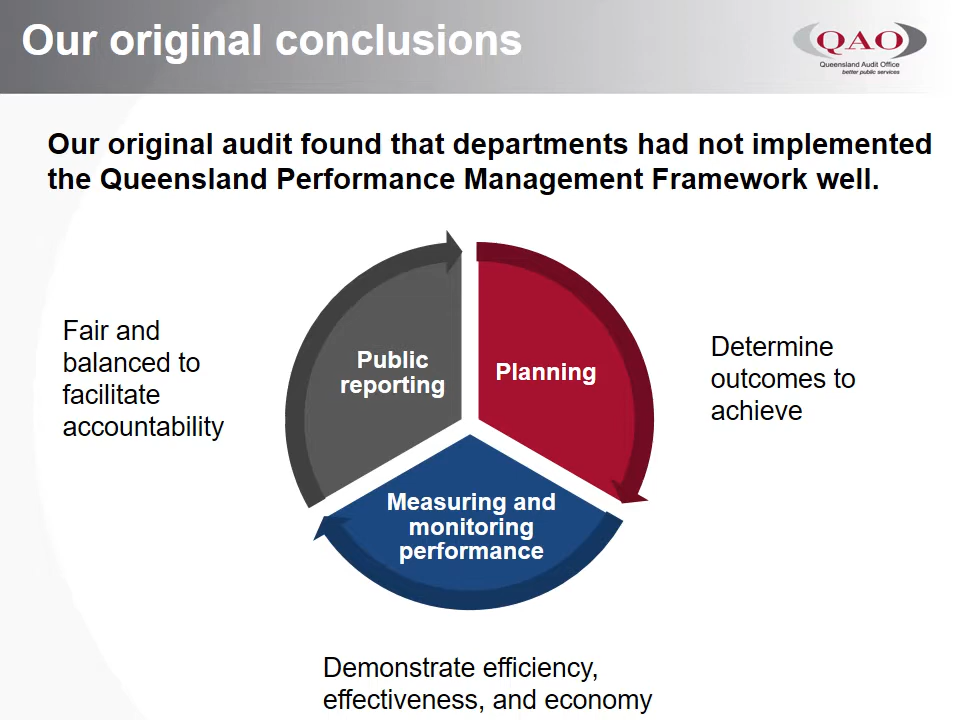 Our original conclusions
QAO
Queensland Audit Office
better public services
Our original audit found that departments had not implemented
the Queensland Performance Management Framework well.
Fair and
balanced to
facilitate
accountability
Public
reporting
Planning
Determine
outcomes to
achieve
Measuring and
monitoring
performance
Demonstrate efficiency,
effectiveness, and economy